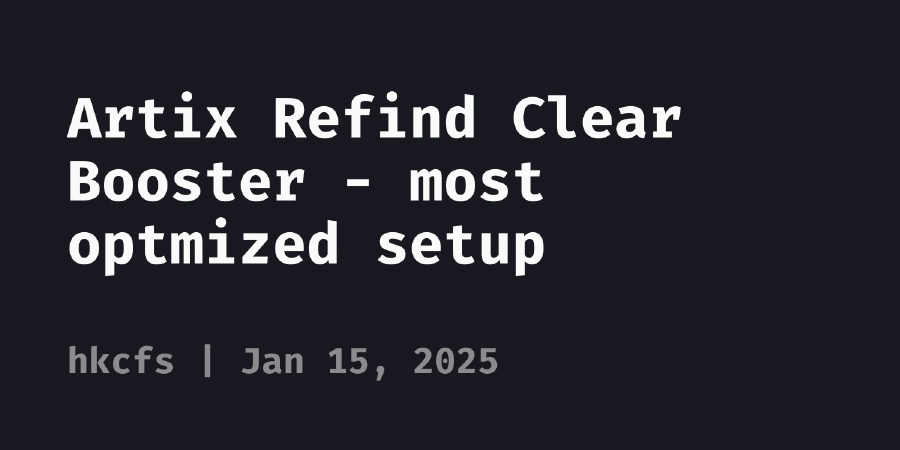 Artix Refind Clear
Booster - most
optmized setup
hkcfs | Jan 15, 2025